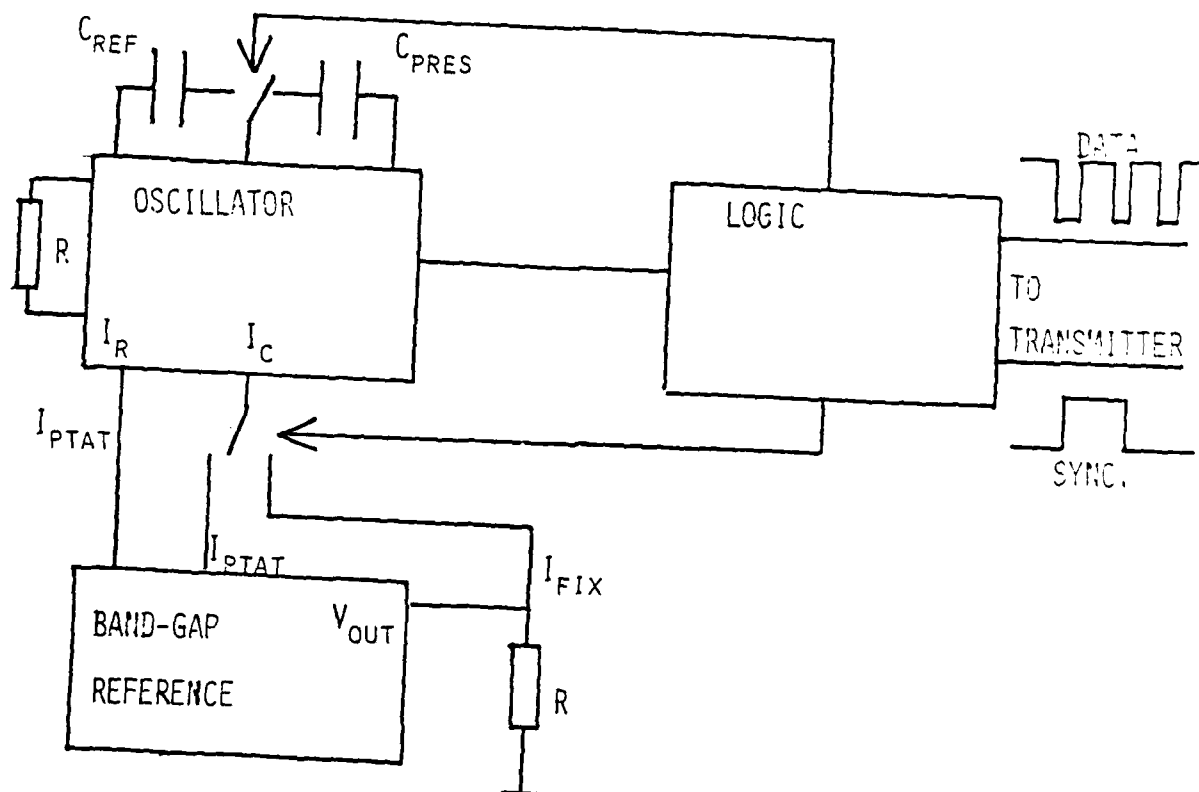 C_REF
C_PRES
DATA
OSCILLATOR
LOGIC
R
TO
TRANSMITTER
I_R
I_C
I_PTAT
SYNC.
I_PTAT
I_FIX
V_OUT
BAND-GAP
REFERENCE
R